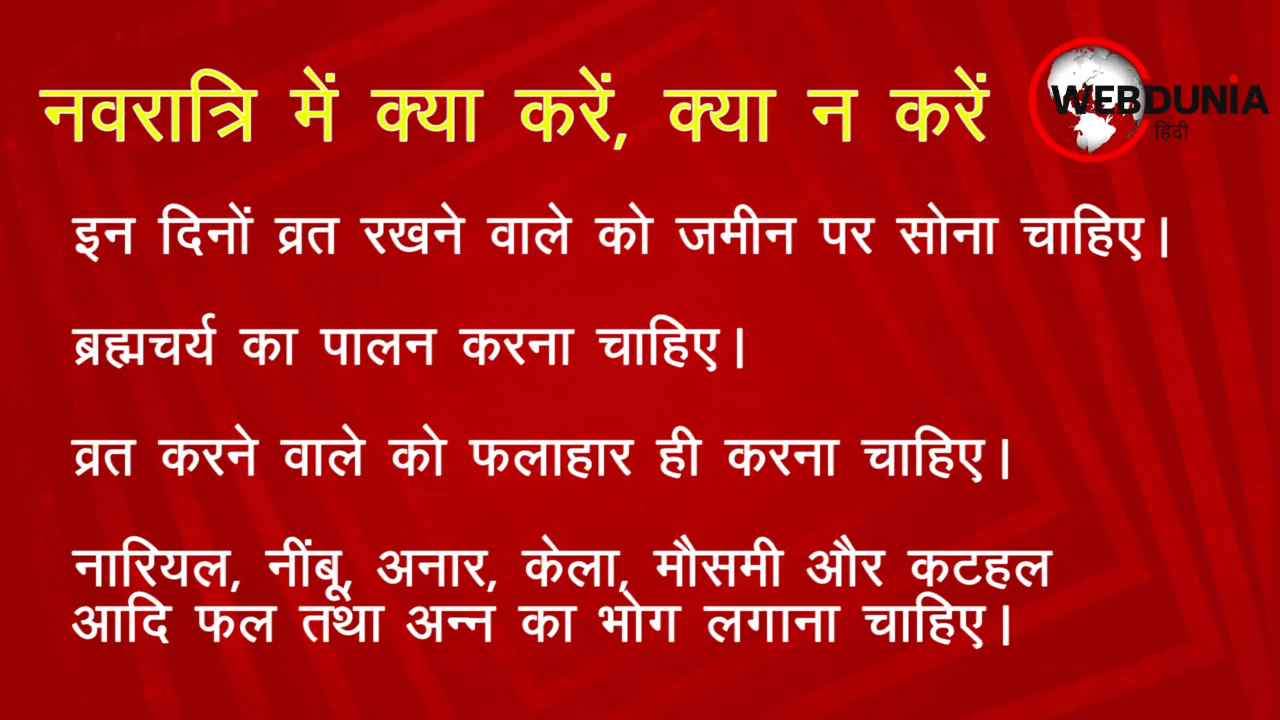 नवरात्रि में क्या करें, क्या न करें
WEBDUNIA
हिंदी
इन दिनों व्रत रखने वाले को जमीन पर सोना चाहिए।
ब्रह्मचर्य का पालन करना चाहिए।
व्रत करने वाले को फलाहार ही करना चाहिए।
नारियल, नींबू, अनार, केला, मौसमी और कटहल
आदि फल तथा अन्न का भोग लगाना चाहिए।